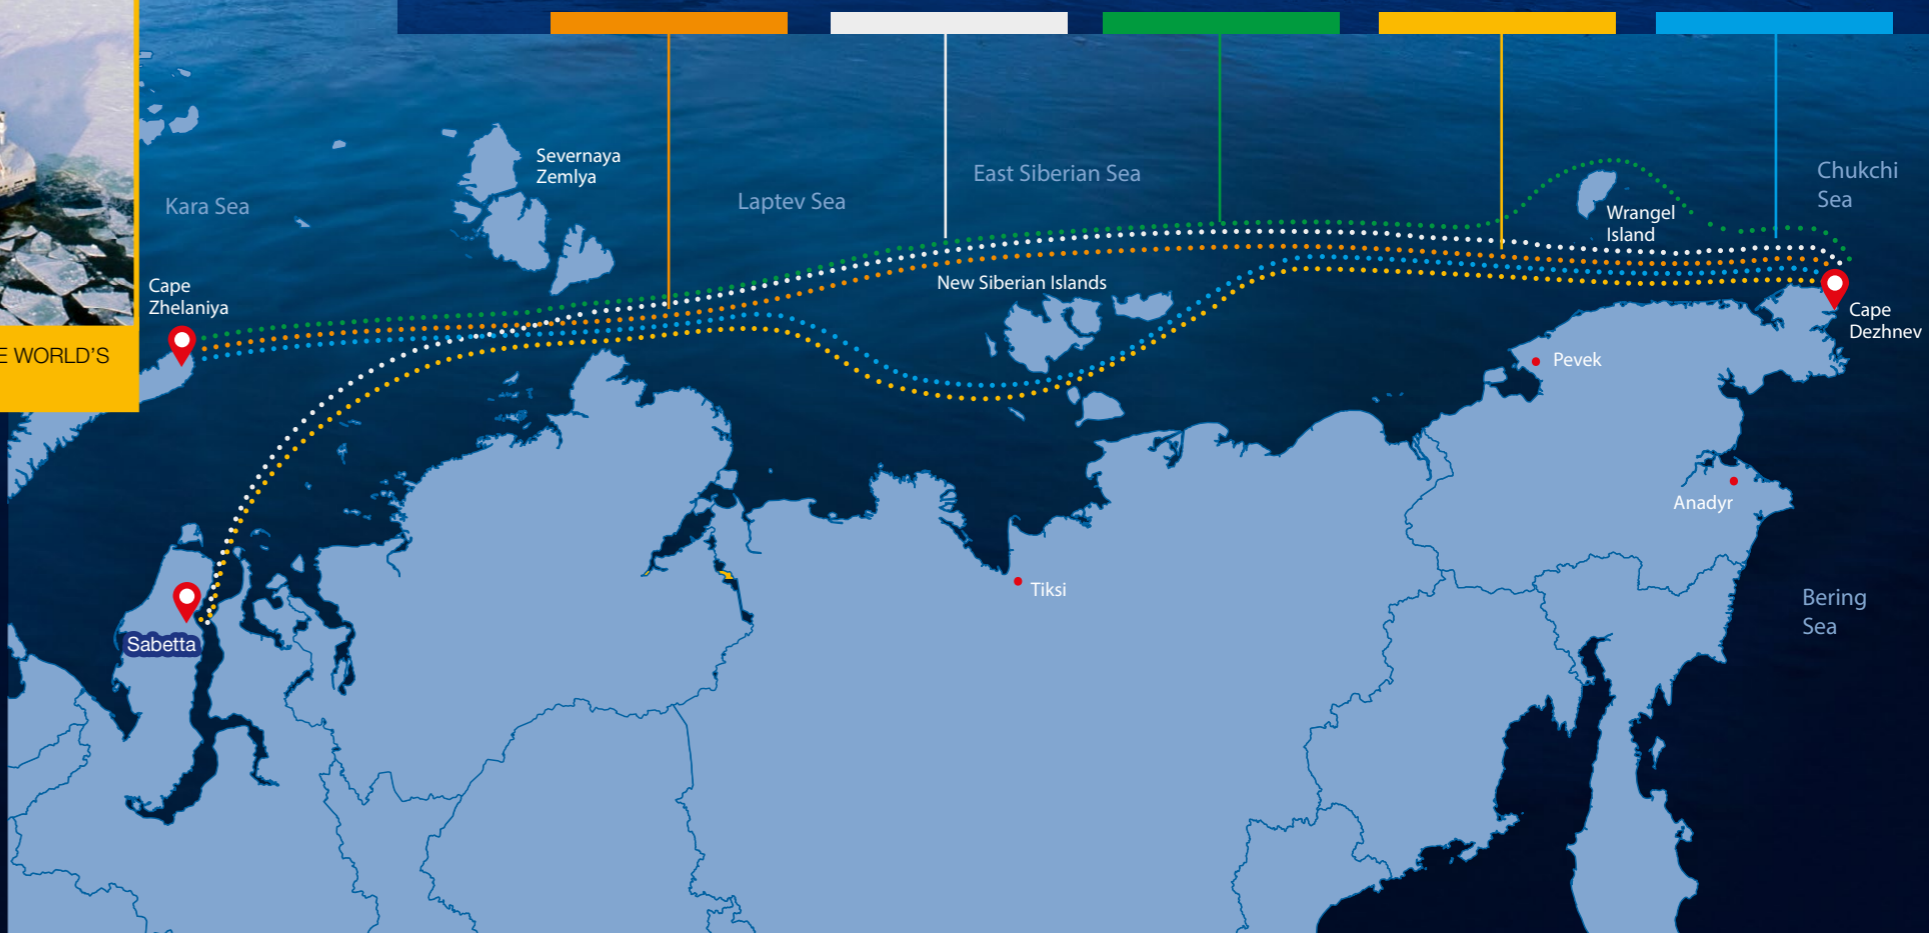 E WORLD'S
Severnaya
Zemlya
Kara Sea
Laptev Sea
East Siberian Sea
Chukchi
Sea
Wrangel
Island
Cape
Zhelaniya
New Siberian Islands
Cape
Dezhnev
Pevek
Anadyr
Tiksi
Bering
Sea
Sabetta